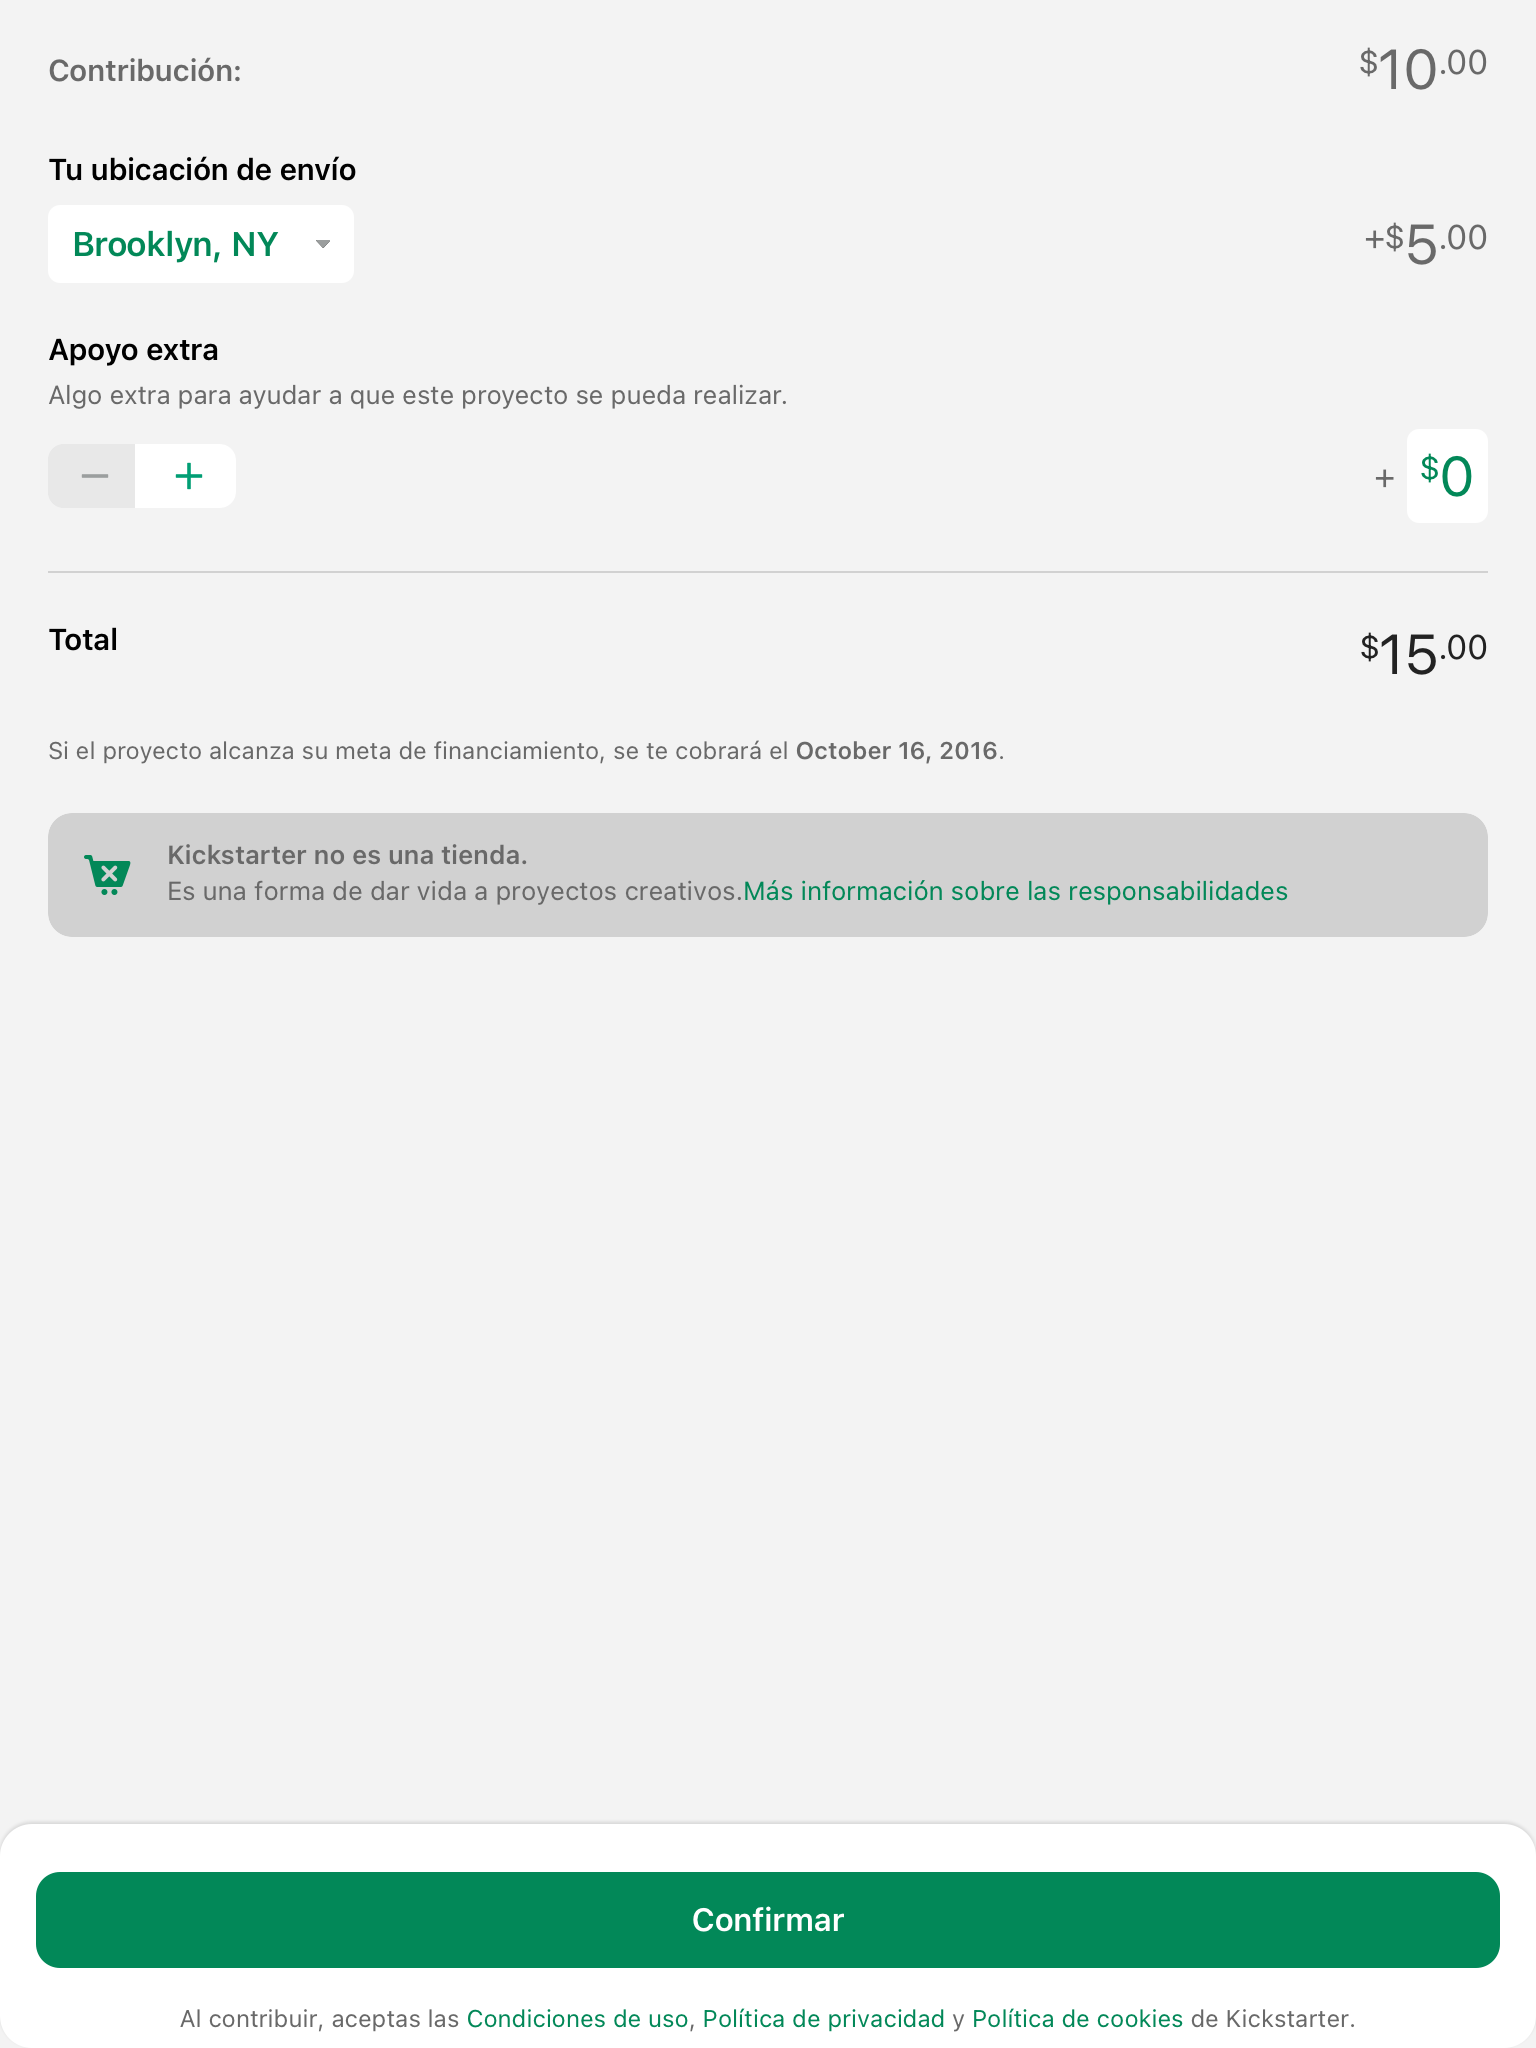 Contribución: $10.00
Tu ubicación de envío
Brooklyn, NY +$5.00
Apoyo extra
Algo extra para ayudar a que este proyecto se pueda realizar.
− + + $0
Total $15.00
Si el proyecto alcanza su meta de financiamiento, se te cobrará el October 16, 2016.
Kickstarter no es una tienda.
Es una forma de dar vida a proyectos creativos.Más información sobre las responsabilidades
Confirmar
Al contribuir, aceptas las Condiciones de uso, Política de privacidad y Política de cookies de Kickstarter.